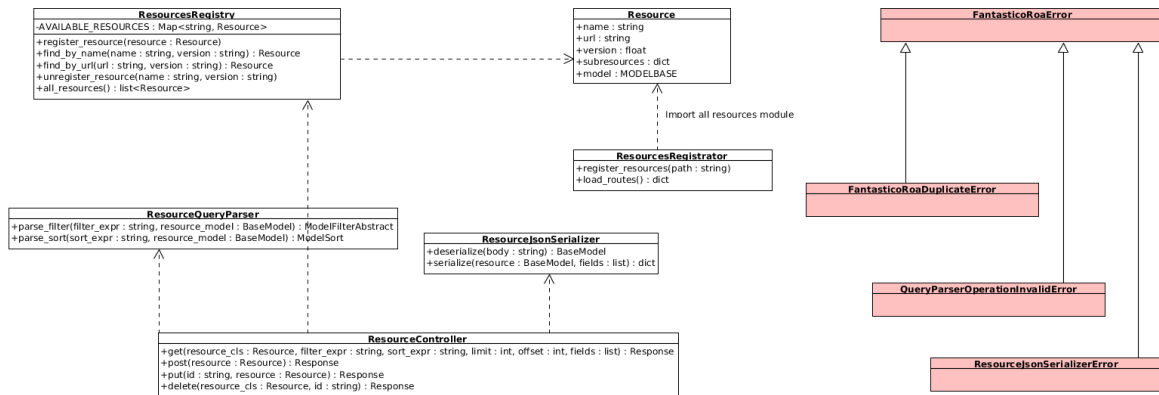 ResourcesRegistry
-AVAILABLE_RESOURCES : Map<string, Resource>
+register_resource(resource : Resource)
+find_by_name(name : string, version : string) : Resource
+find_by_url(url : string, version : string) : Resource
+unregister_resource(name : string, version : string)
+all_resources() : list<Resource>
Resource
+name : string
+url : string
+version : float
+subresources : dict
+model : MODELBASE
FantasticoRoaError
Import all resources module
ResourcesRegistrator
+register_resources(path : string)
+load_routes() : dict
FantasticoRoaDuplicateError
ResourceQueryParser
+parse_filter(filter_expr : string, resource_model : BaseModel) : ModelFilterAbstract
+parse_sort(sort_expr : string, resource_model : BaseModel) : ModelSort
ResourceJsonSerializer
+deserialize(body : string) : BaseModel
+serialize(resource : BaseModel, fields : list) : dict
QueryParserOperationInvalidError
ResourceController
+get(resource_cls : Resource, filter_expr : string, sort_expr : string, limit : int, offset : int, fields : list) : Response
+post(resource : Resource) : Response
+put(id : string, resource : Resource) : Response
+delete(resource_cls : Resource, id : string) : Response
ResourceJsonSerializerError